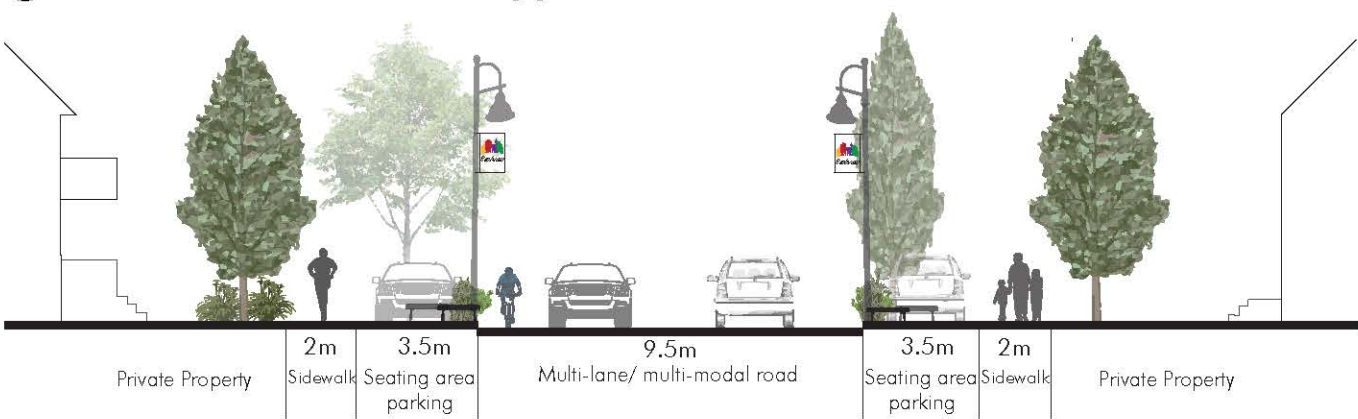 2m
3.5m
9.5m
3.5m
2m
Private Property
Sidewalk
Seating area
parking
Multi-lane/ multi-modal road
Seating area
parking
Sidewalk
Private Property